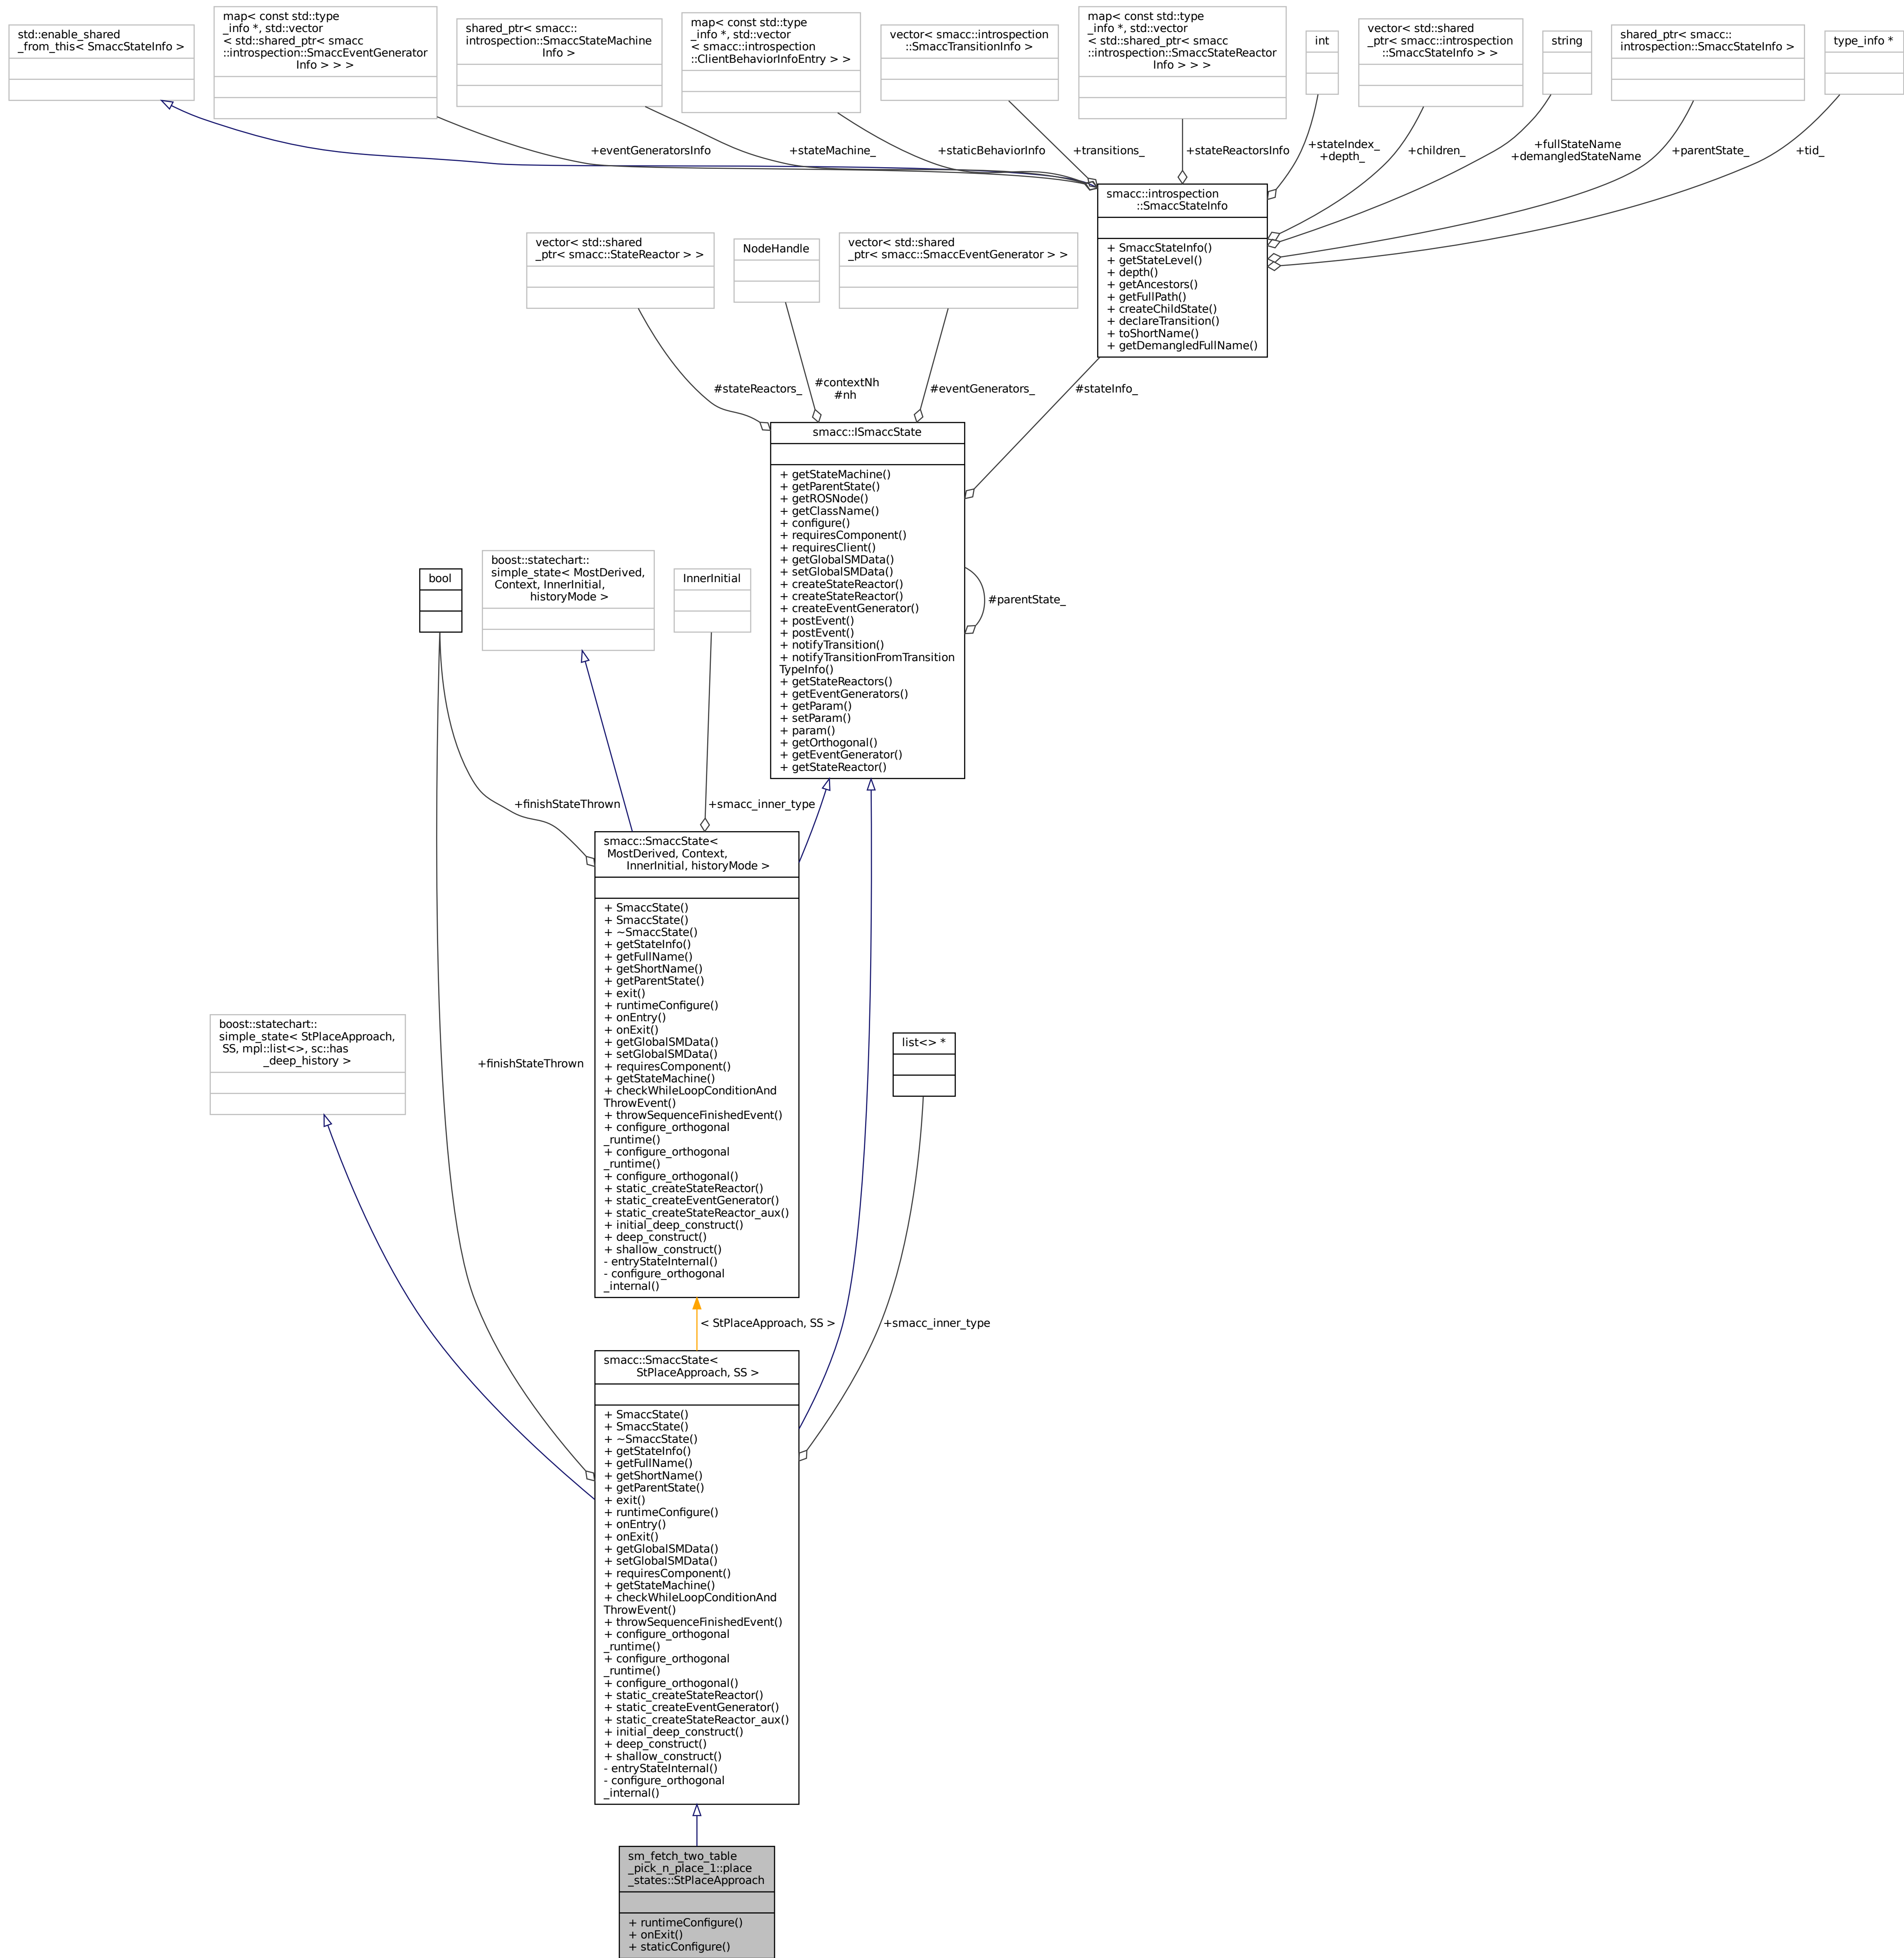 std::enable_shared
_from_this< SmaccStateInfo >
map< const std::type
_info *, std::vector
< std::shared_ptr< smacc
::introspection::SmaccEventGenerator
Info > > >
shared_ptr< smacc::
introspection::SmaccStateMachine
Info >
map< const std::type
_info *, std::vector
< smacc::introspection
::ClientBehaviorInfoEntry > >
vector< smacc::introspection
::SmaccTransitionInfo >
map< const std::type
_info *, std::vector
< std::shared_ptr< smacc
::introspection::SmaccStateReactor
Info > > >
int
vector< std::shared
_ptr< smacc::introspection
::SmaccStateInfo > >
string
shared_ptr< smacc::
introspection::SmaccStateInfo >
type_info *
+eventGeneratorsInfo
+stateMachine_
+staticBehaviorInfo
+transitions_
+stateReactorsInfo
+stateIndex_
+depth_
+children_
+fullStateName
+demangledStateName
+parentState_
+tid_
smacc::introspection
::SmaccStateInfo
+ SmaccStateInfo()
+ getStateLevel()
+ depth()
+ getAncestors()
+ getFullPath()
+ createChildState()
+ declareTransition()
+ toShortName()
+ getDemangledFullName()
vector< std::shared
_ptr< smacc::StateReactor > >
NodeHandle
vector< std::shared
_ptr< smacc::SmaccEventGenerator > >
#stateReactors_
#contextNh
#nh
#eventGenerators_
#stateInfo_
smacc::ISmaccState
+ getStateMachine()
+ getParentState()
+ getROSNode()
+ getClassName()
+ configure()
+ requiresComponent()
+ requiresClient()
+ getGlobalSMData()
+ setGlobalSMData()
+ createStateReactor()
+ createStateReactor()
+ createEventGenerator()
+ postEvent()
+ postEvent()
+ notifyTransition()
+ notifyTransitionFromTransition
TypeInfo()
+ getStateReactors()
+ getEventGenerators()
+ getParam()
+ setParam()
+ param()
+ getOrthogonal()
+ getEventGenerator()
+ getStateReactor()
#parentState_
bool
boost::statechart::
simple_state< MostDerived,
Context, InnerInitial,
historyMode >
InnerInitial
+finishStateThrown
+smacc_inner_type
smacc::SmaccState<
MostDerived, Context,
InnerInitial, historyMode >
+ SmaccState()
+ SmaccState()
+ ~SmaccState()
+ getStateInfo()
+ getFullName()
+ getShortName()
+ getParentState()
+ exit()
+ runtimeConfigure()
+ onEntry()
+ onExit()
+ getGlobalSMData()
+ setGlobalSMData()
+ requiresComponent()
+ getStateMachine()
+ checkWhileLoopConditionAnd
ThrowEvent()
+ throwSequenceFinishedEvent()
+ configure_orthogonal
_runtime()
+ configure_orthogonal
_runtime()
+ configure_orthogonal()
+ static_createStateReactor()
+ static_createEventGenerator()
+ static_createStateReactor_aux()
+ initial_deep_construct()
+ deep_construct()
+ shallow_construct()
- entryStateInternal()
- configure_orthogonal
_internal()
boost::statechart::
simple_state< StPlaceApproach,
SS, mpl::list<>, sc::has
_deep_history >
+finishStateThrown
list<> *
< StPlaceApproach, SS >
+smacc_inner_type
smacc::SmaccState<
StPlaceApproach, SS >
+ SmaccState()
+ SmaccState()
+ ~SmaccState()
+ getStateInfo()
+ getFullName()
+ getShortName()
+ getParentState()
+ exit()
+ runtimeConfigure()
+ onEntry()
+ onExit()
+ getGlobalSMData()
+ setGlobalSMData()
+ requiresComponent()
+ getStateMachine()
+ checkWhileLoopConditionAnd
ThrowEvent()
+ throwSequenceFinishedEvent()
+ configure_orthogonal
_runtime()
+ configure_orthogonal
_runtime()
+ configure_orthogonal()
+ static_createStateReactor()
+ static_createEventGenerator()
+ static_createStateReactor_aux()
+ initial_deep_construct()
+ deep_construct()
+ shallow_construct()
- entryStateInternal()
- configure_orthogonal
_internal()
sm_fetch_two_table
_pick_n_place_1::place
_states::StPlaceApproach
+ runtimeConfigure()
+ onExit()
+ staticConfigure()